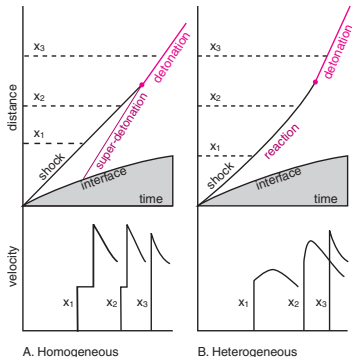 distance
x3
x2
x1
shock
super-detonation
detonation
interface
time
x3
x2
x1
shock
reaction
detonation
interface
time
velocity
x1
x2
x3
x1
x2
x3
A. Homogeneous
B. Heterogeneous